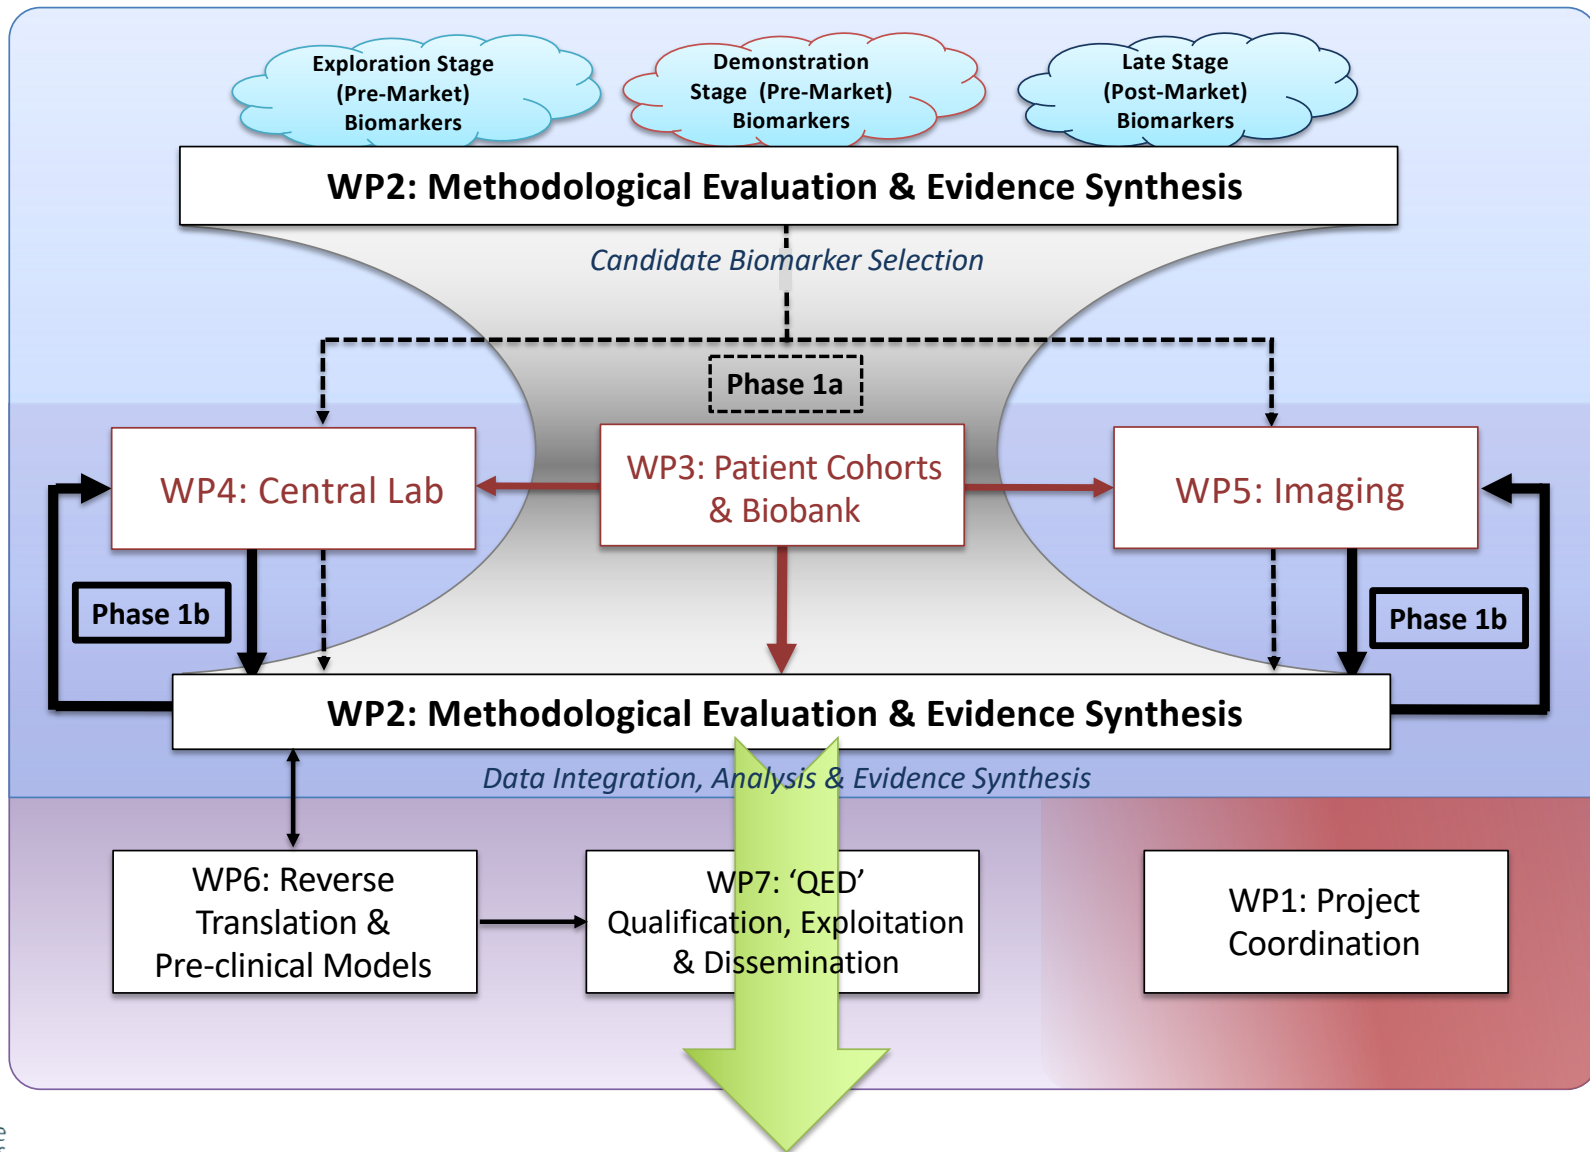 Exploration Stage
(Pre-Market)
Biomarkers
Demonstration
Stage (Pre-Market)
Biomarkers
Late Stage
(Post-Market)
Biomarkers
WP2: Methodological Evaluation & Evidence Synthesis
Candidate Biomarker Selection
Phase 1a
WP4: Central Lab
WP3: Patient Cohorts
& Biobank
WP5: Imaging
Phase 1b
Phase 1b
WP2: Methodological Evaluation & Evidence Synthesis
Data Integration, Analysis & Evidence Synthesis
WP6: Reverse
Translation &
Pre-clinical Models
WP7: ‘QED’
Qualification, Exploitation
& Dissemination
WP1: Project
Coordination